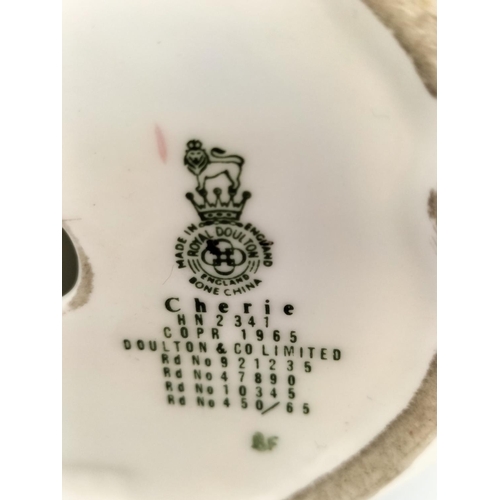 MADE IN ENGLAND
ROYAL DOULTON
ENGLAND
BONE CHINA
Cherie
HN 2341
COPR 1965
DOULTON & CO LIMITED
Rd No 921235
Rd No 47890
Rd No 10345
Rd No 450/65
BF